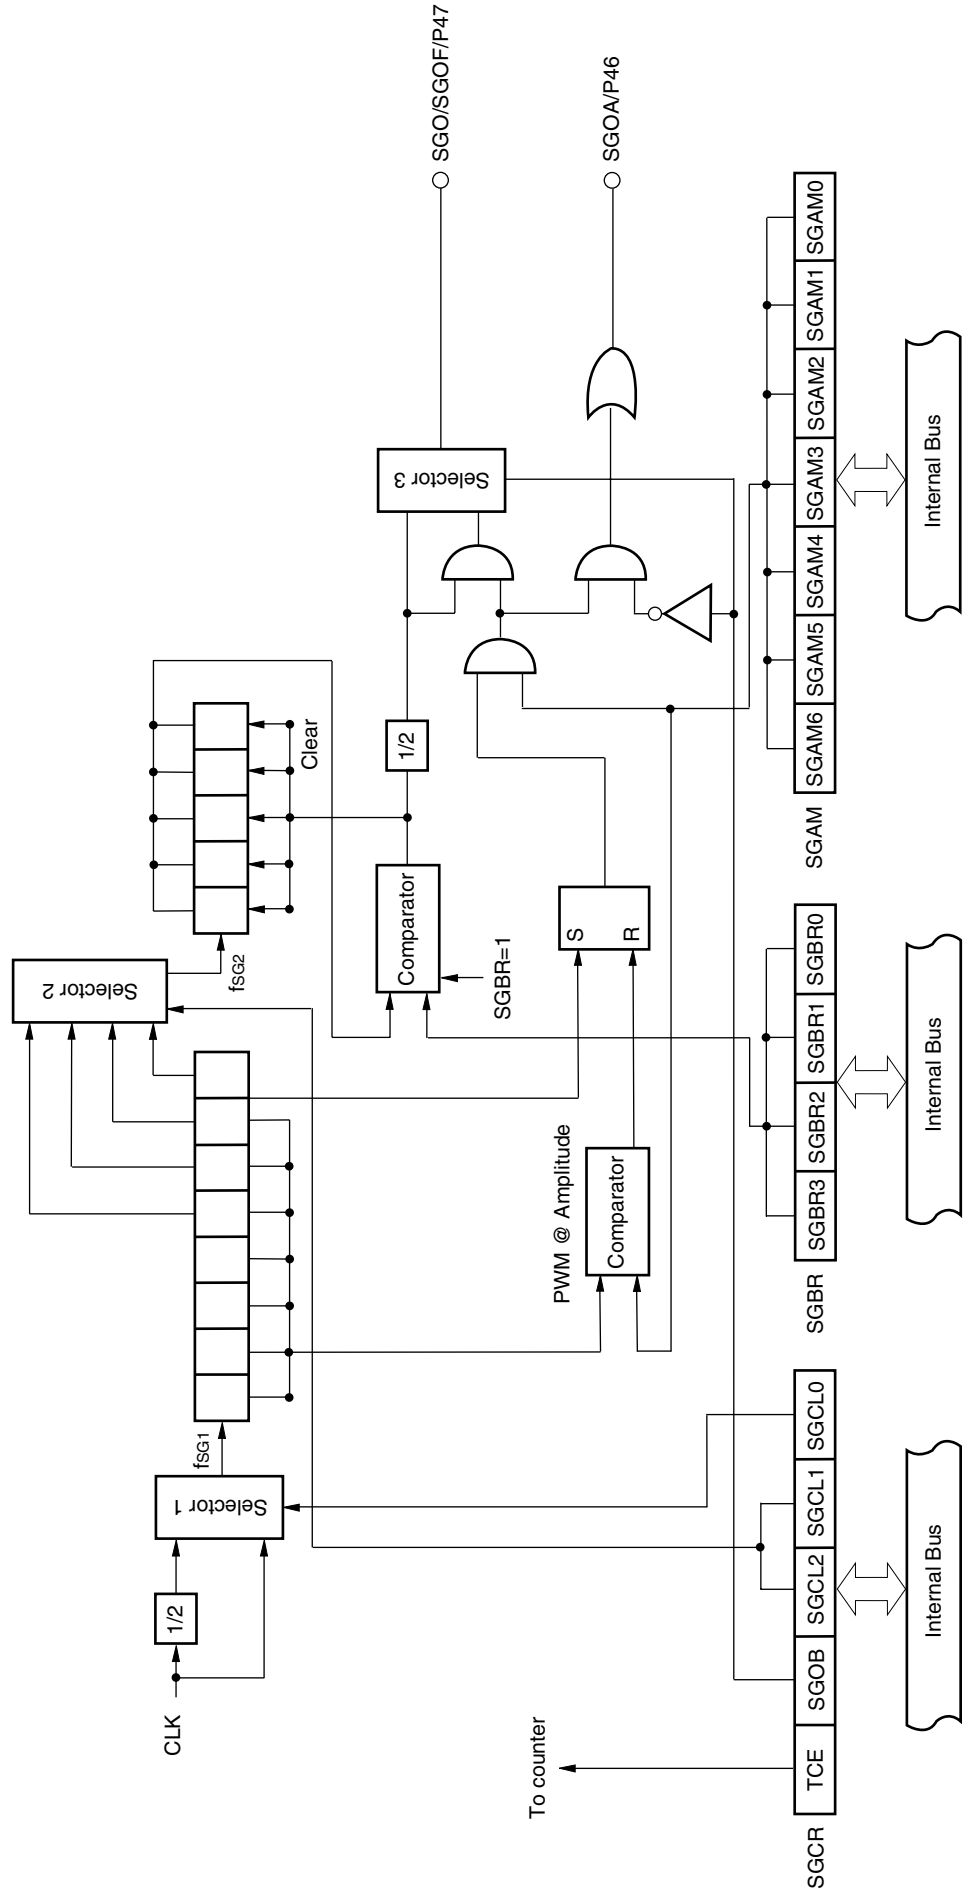 SGO/SGOF/P47
SGOA/P46
Selector 3
1/2
Clear
Selector 2
fSG2
Comparator
SGBR=1
S
R
PWM @ Amplitude
Comparator
fSG1
Selector 1
1/2
CLK
To counter
SGCR
TCE
SGOB
SGCL2
SGCL1
SGCL0
Internal Bus
SGBR
SGBR3
SGBR2
SGBR1
SGBR0
Internal Bus
SGAM
SGAM6
SGAM5
SGAM4
SGAM3
SGAM2
SGAM1
SGAM0
Internal Bus